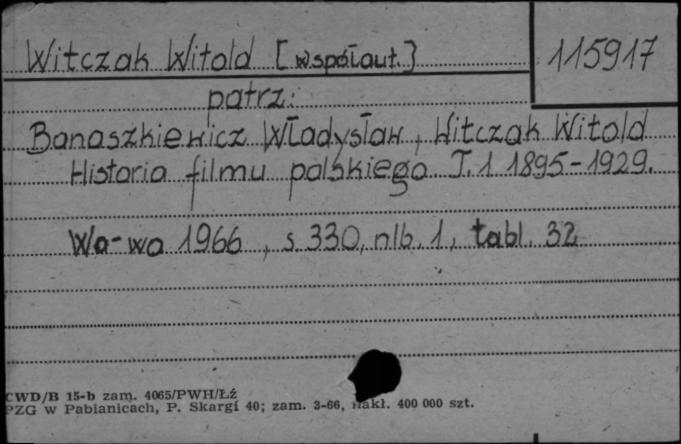 Witczak Witold [współaut.] 115917
patrz:
Banaszkiewicz Władysław, Witczak Witold
Historia filmu polskiego. T. 1 1895-1929.
Wa-wa 1966, s. 330, nlb. 1, tabl. 32
CWD/B 15-b zam. 4065/PWH/Łź
PZG w Pabianicach, P. Skargi 40; zam. 3-66, nakł. 400 000 szt.